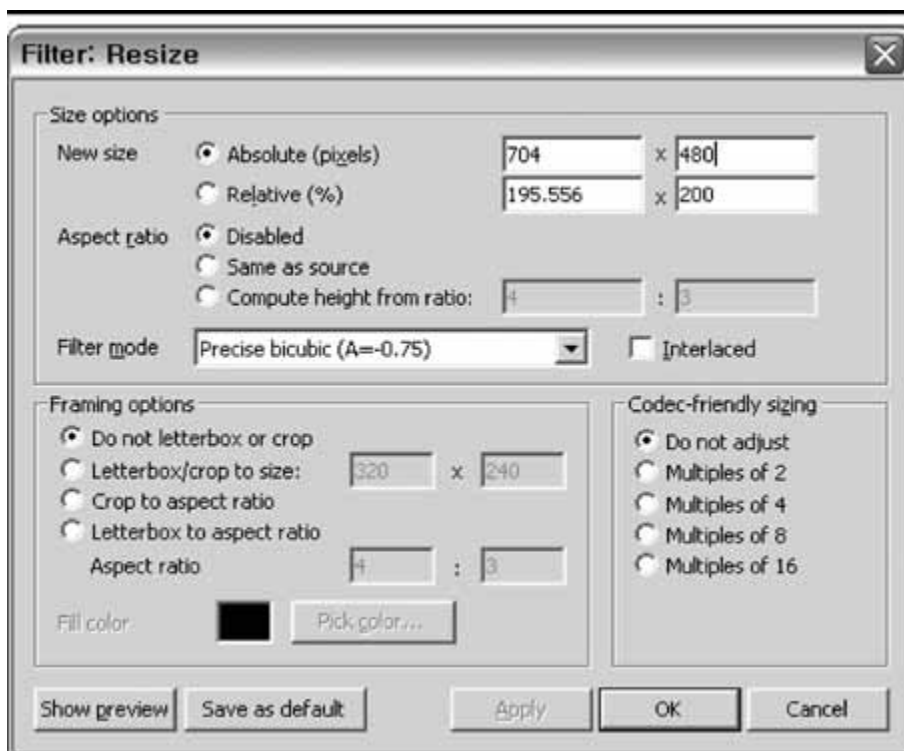 Filter: Resize
Size options
New size
Absolute (pixels)
704 x 480
Relative (%)
195.556 x 200
Aspect ratio
Disabled
Same as source
Compute height from ratio:
4 : 3
Filter mode
Precise bicubic (A=-0.75)
Interlaced
Framing options
Do not letterbox or crop
Letterbox/crop to size:
320 x 240
Crop to aspect ratio
Letterbox to aspect ratio
Aspect ratio
4 : 3
Fill color
Pick color...
Codec-friendly sizing
Do not adjust
Multiples of 2
Multiples of 4
Multiples of 8
Multiples of 16
Show preview
Save as default
Apply
OK
Cancel